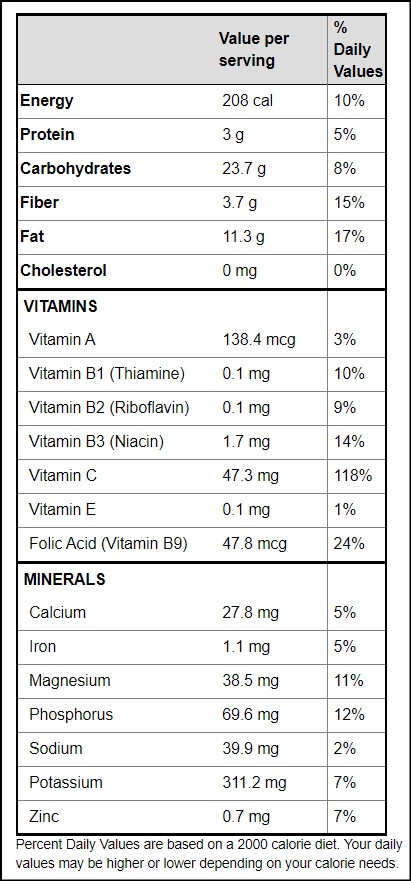 Value per serving % Daily Values
Energy 208 cal 10%
Protein 3 g 5%
Carbohydrates 23.7 g 8%
Fiber 3.7 g 15%
Fat 11.3 g 17%
Cholesterol 0 mg 0%
VITAMINS
Vitamin A 138.4 mcg 3%
Vitamin B1 (Thiamine) 0.1 mg 10%
Vitamin B2 (Riboflavin) 0.1 mg 9%
Vitamin B3 (Niacin) 1.7 mg 14%
Vitamin C 47.3 mg 118%
Vitamin E 0.1 mg 1%
Folic Acid (Vitamin B9) 47.8 mcg 24%
MINERALS
Calcium 27.8 mg 5%
Iron 1.1 mg 5%
Magnesium 38.5 mg 11%
Phosphorus 69.6 mg 12%
Sodium 39.9 mg 2%
Potassium 311.2 mg 7%
Zinc 0.7 mg 7%
Percent Daily Values are based on a 2000 calorie diet. Your daily
values may be higher or lower depending on your calorie needs.